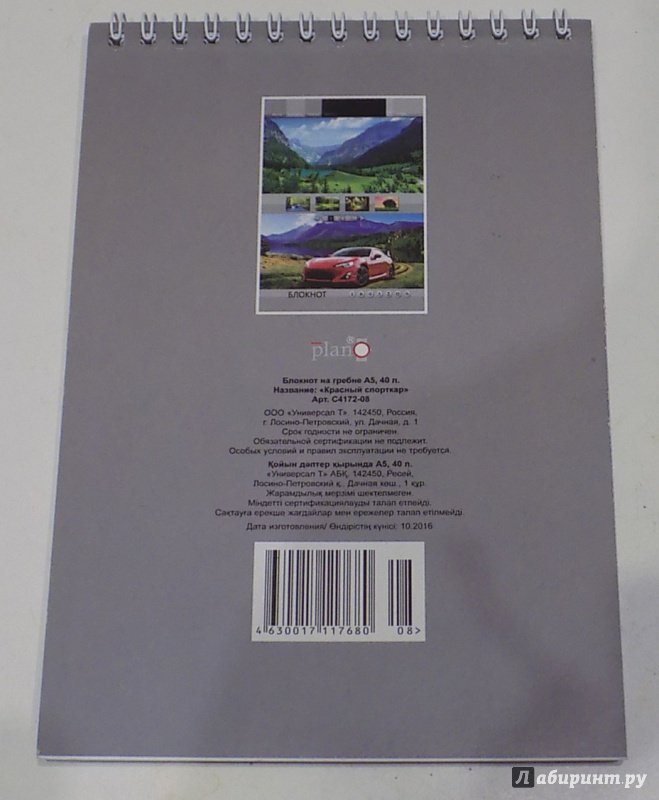 БЛОКНОТ
plano®
Блокнот на гребне А5, 40 л.
Название: «Красный спорткар»
Арт. С4172-08
ООО «Универсал Т». 142450, Россия,
г. Лосино-Петровский, ул. Дачная, д. 1
Срок годности не ограничен.
Обязательной сертификации не подлежит.
Особых условий и правил эксплуатации не требуется.
Қойын дәптер қырында А5, 40 л.
«Универсал Т» АБҚ. 142450, Ресей,
Лосино-Петровский қ., Дачная көш., 1 құр.
Жарамдылық мерзімі шектелмеген.
Міндетті сертификациялауды талап етпейді.
Сақтауға ерекше жағдайлар мен ережелер талап етілмейді.
Дата изготовления/ Өндірістің күнісі: 10.2016
4 630017 117680 08>
Лабиринт.ру